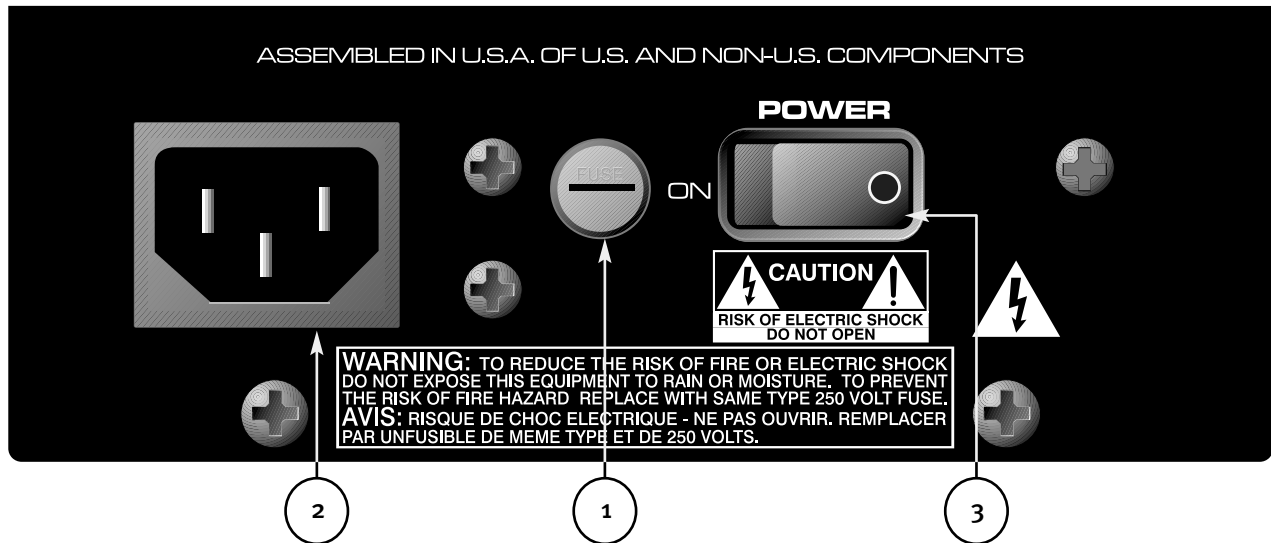 ASSEMBLED IN U.S.A. OF U.S. AND NON-U.S. COMPONENTS
POWER
FUSE
ON
CAUTION
RISK OF ELECTRIC SHOCK
DO NOT OPEN
WARNING: TO REDUCE THE RISK OF FIRE OR ELECTRIC SHOCK
DO NOT EXPOSE THIS EQUIPMENT TO RAIN OR MOISTURE. TO PREVENT
THE RISK OF FIRE HAZARD REPLACE WITH SAME TYPE 250 VOLT FUSE.
AVIS: RISQUE DE CHOC ELECTRIQUE - NE PAS OUVRIR. REMPLACER
PAR UNFUSIBLE DE MEME TYPE ET DE 250 VOLTS.
2
1
3